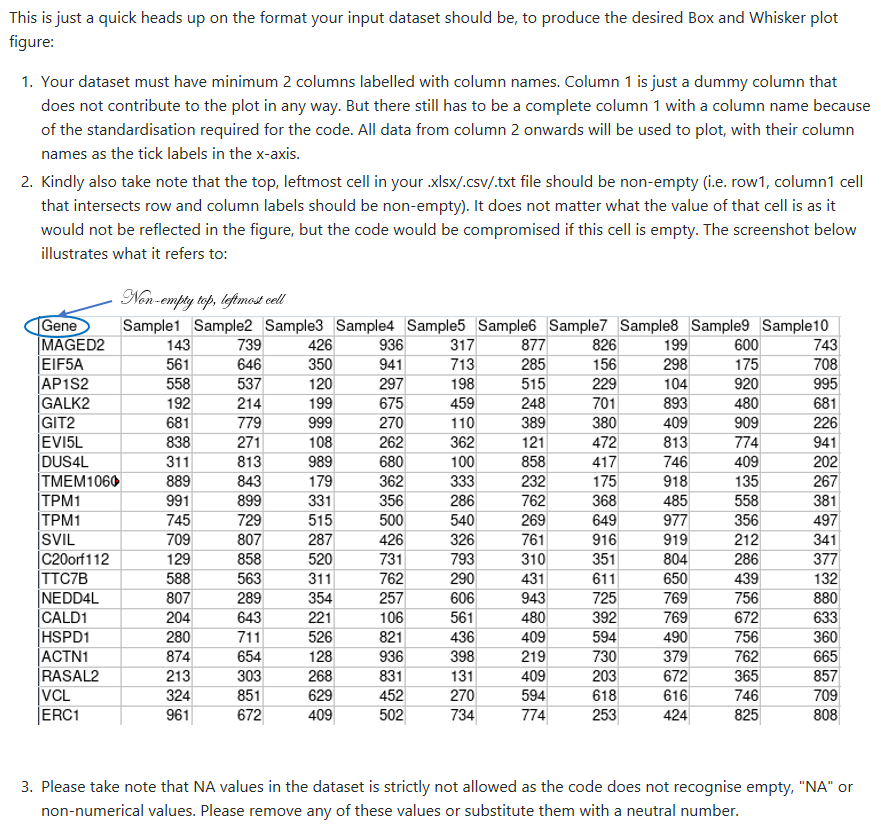 This is just a quick heads up on the format your input dataset should be, to produce the desired Box and Whisker plot
figure:
1. Your dataset must have minimum 2 columns labelled with column names. Column 1 is just a dummy column that
does not contribute to the plot in any way. But there still has to be a complete column 1 with a column name because
of the standardisation required for the code. All data from column 2 onwards will be used to plot, with their column
names as the tick labels in the x-axis.
2. Kindly also take note that the top, leftmost cell in your .xlsx/.csv/.txt file should be non-empty (i.e. row1, column1 cell
that intersects row and column labels should be non-empty). It does not matter what the value of that cell is as it
would not be reflected in the figure, but the code would be compromised if this cell is empty. The screenshot below
illustrates what it refers to:
Non-empty top, leftmost cell
Gene Sample1 Sample2 Sample3 Sample4 Sample5 Sample6 Sample7 Sample8 Sample9 Sample10
MAGED2 143 739 426 936 317 877 826 199 600 743
EIF5A 561 646 350 941 713 285 156 298 175 708
AP1S2 558 537 120 297 198 515 229 104 920 995
GALK2 192 214 199 675 459 248 701 893 480 681
GIT2 681 779 999 270 110 389 380 409 909 226
EVI5L 838 271 108 262 362 121 472 813 774 941
DUS4L 311 813 989 680 100 858 417 746 409 202
TMEM106 889 843 179 362 333 232 175 918 135 267
TPM1 991 899 331 356 286 762 368 485 558 381
TPM1 745 729 515 500 540 269 649 977 356 497
SVIL 709 807 287 426 326 761 916 919 212 341
C20orf112 129 858 520 731 793 310 351 804 286 377
TTC7B 588 563 311 762 290 431 611 650 439 132
NEDD4L 807 289 354 257 606 943 725 769 756 880
CALD1 204 643 221 106 561 480 392 769 672 633
HSPD1 280 711 526 821 436 409 594 490 756 360
ACTN1 874 654 128 936 398 219 730 379 762 665
RASAL2 213 303 268 831 131 409 203 672 365 857
VCL 324 851 629 452 270 594 618 616 746 709
ERC1 961 672 409 502 734 774 253 424 825 808
3. Please take note that NA values in the dataset is strictly not allowed as the code does not recognise empty, "NA" or
non-numerical values. Please remove any of these values or substitute them with a neutral number.